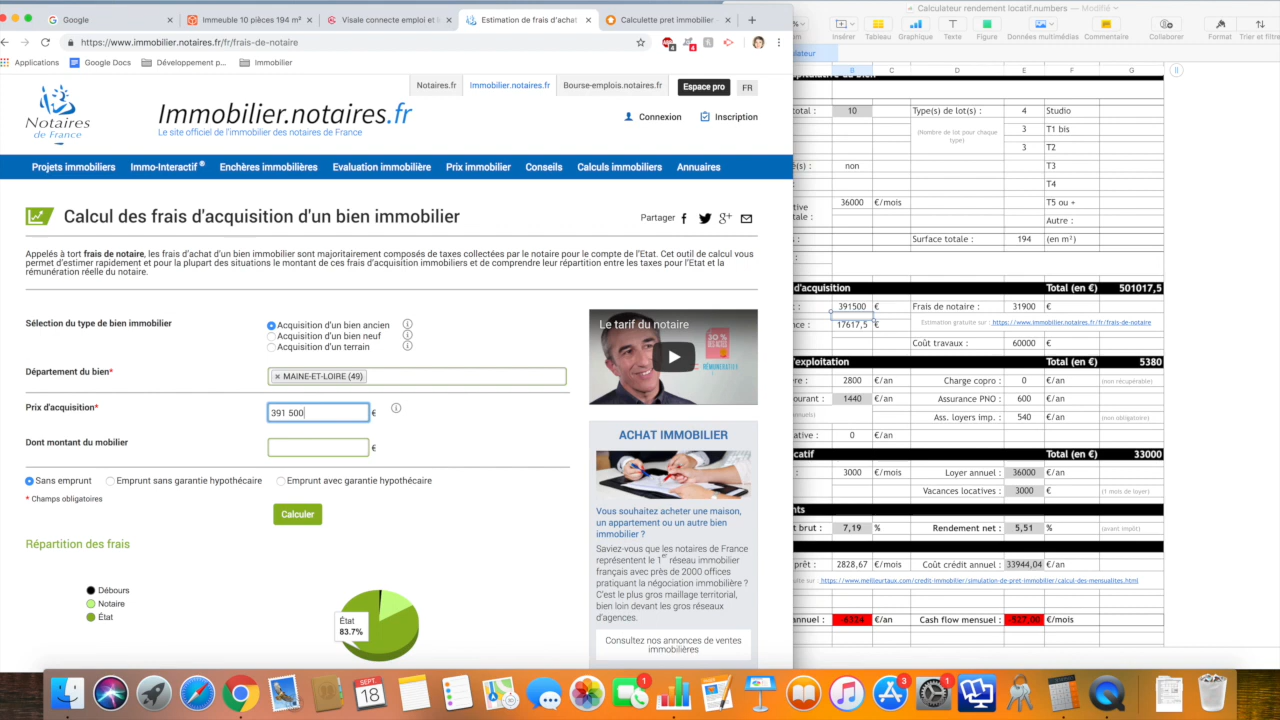 Google
Immeuble 10 pièces 194 m²
Visale connecte emploi et l
Estimation de frais d'achat
Calculette pret immobilier
Calculateur rendement locatif.numbers — Modifié
https://www.immobilier.notaires.fr/fr/frais-de-notaire
Insérer Tableau Graphique Texte Figure Données multimédias Commentaire Collaborer Format Trier et filtre
Applications Google Docs Développement p... Immobilier
Notaires.fr Immobilier.notaires.fr Bourse-emplois.notaires.fr Espace pro FR
Notaires de France
Immobilier.notaires.fr
Le site officiel de l'immobilier des notaires de France
Connexion Inscription
Projets immobiliers Immo-Interactif ® Enchères immobilières Evaluation immobilière Prix immobilier Conseils Calculs immobiliers Annuaires
Calcul des frais d'acquisition d'un bien immobilier
Partager
Appelés à tort frais de notaire, les frais d'achat d'un bien immobilier sont majoritairement composés de taxes collectées par le notaire pour le compte de l'Etat. Cet outil de calcul vous
permet d'estimer rapidement et pour la plupart des situations le montant de ces frais d'acquisition immobiliers et de comprendre leur répartition entre les taxes pour l'Etat et la
rémunération réelle du notaire.
Sélection du type de bien immobilier
Acquisition d'un bien ancien
Acquisition d'un bien neuf
Acquisition d'un terrain
Département du bien*
× MAINE-ET-LOIRE (49)
Prix d'acquisition*
391 500 €
Dont montant du mobilier
€
Sans emprunt Emprunt sans garantie hypothécaire
* Champs obligatoires
Calculer
Répartition des frais
Débours
Notaire
État
État
83.7%
Le tarif du notaire
ACHAT IMMOBILIER
Vous souhaitez acheter une maison,
un appartement ou un autre bien
immobilier ?
Saviez-vous que les notaires de France
représentent le 1er réseau immobilier
français avec près de 2000 offices
pratiquant la négociation immobilière ?
C'est le plus gros maillage territorial,
bien loin devant les gros réseaux
d'agences.
Consultez nos annonces de ventes
immobilières
B C D E F G
total : 10 Type(s) de lot(s) : 4 Studio
(Nombre de lot pour chaque
type)
3 T1 bis
3 T2
é(s) : non T3
T4
36000 €/mois T5 ou +
Autre :
Surface totale : 194 (en m²)
d'acquisition Total (en €) 501017,5
391500 € Frais de notaire : 31900 €
17617,5 € Estimation gratuite sur : https://www.immobilier.notaires.fr/fr/frais-de-notaire
Coût travaux : 60000 €
d'exploitation Total (en €) 5380
2800 €/an Charge copro : 0 €/an (non récupérable)
ourant : 1440 €/an Assurance PNO : 600 €/an
Ass. loyers imp. : 540 €/an (non obligatoire)
ative : 0 €/an
catif Total (en €) 33000
3000 €/mois Loyer annuel : 36000 €/an
Vacances locatives : 3000 € (1 mois de loyer)
nts
t brut : 7,19 % Rendement net : 5,51 % (avant impôt)
prêt : 2828,67 €/mois Coût crédit annuel : 33944,04 €/an
uite sur : https://www.meilleurtaux.com/credit-immobilier/simulation-de-pret-immobilier/calcul-des-mensualites.html
annuel : -6324 €/an Cash flow mensuel : -527,00 €/mois
SEPT.
18
1
3
1